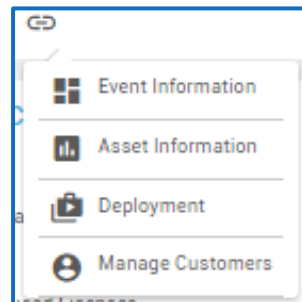 Event Information
Asset Information
Deployment
Manage Customers